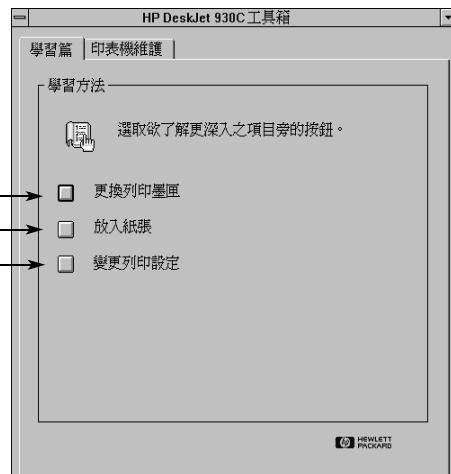 HP DeskJet 930C 工具箱
學習篇 印表機維護
學習方法
選取欲了解更深入之項目旁的按鈕。
更換列印墨匣
放入紙張
變更列印設定
hp HEWLETT
PACKARD